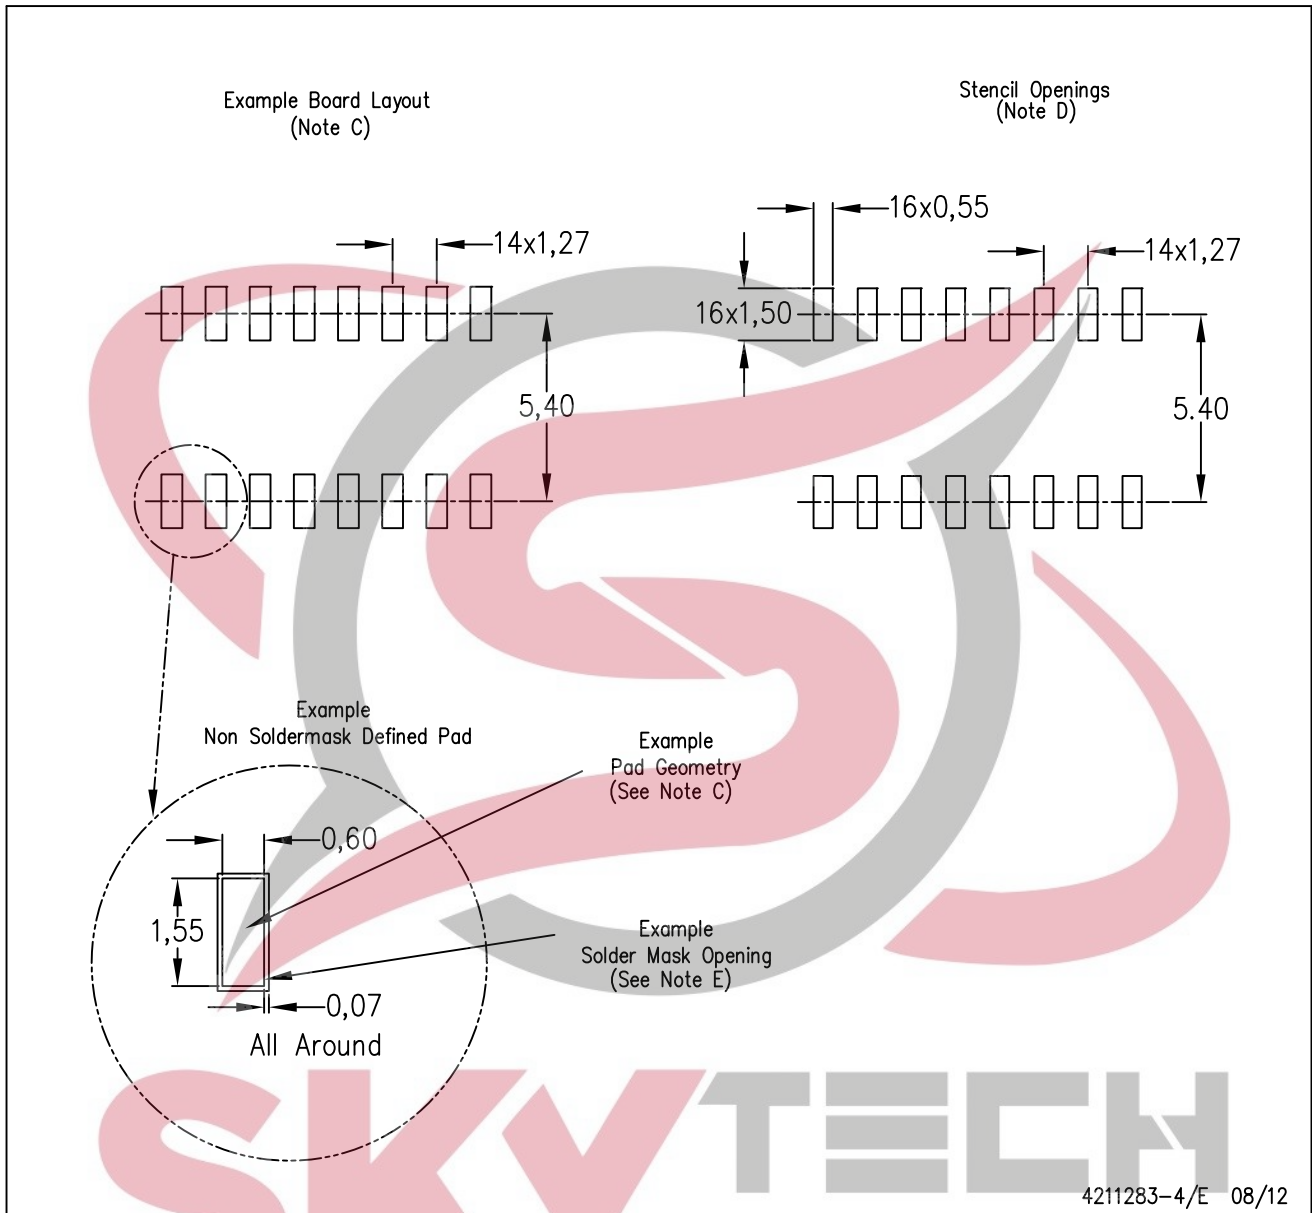 Example Board Layout
(Note C)
Stencil Openings
(Note D)
16x0,55
14x1,27
14x1,27
16x1,50
5,40
5.40
Example
Non Soldermask Defined Pad
Example
Pad Geometry
(See Note C)
0,60
1,55
Example
Solder Mask Opening
(See Note E)
0,07
All Around
SKYTECH
4211283-4/E 08/12